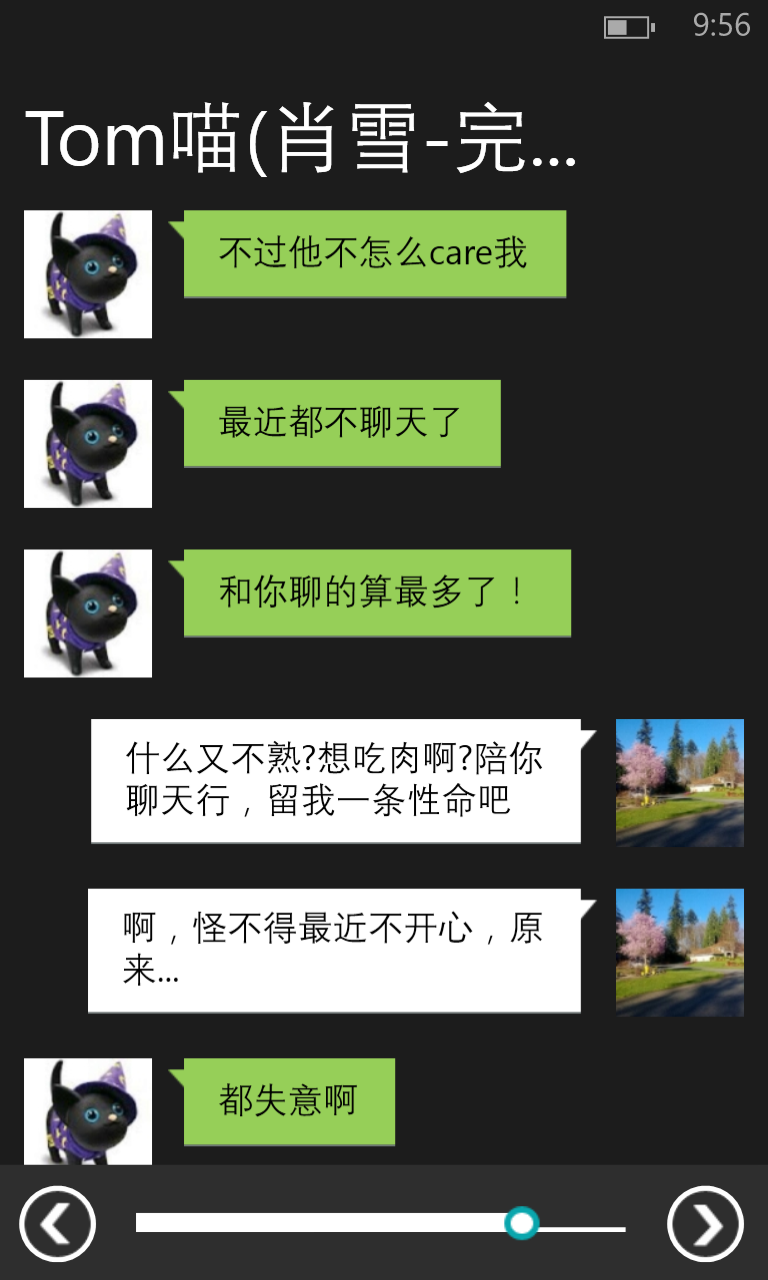 9:56
Tom喵(肖雪-完...
不过他不怎么care我
最近都不聊天了
和你聊的算最多了！
什么又不熟?想吃肉啊?陪你
聊天行，留我一条性命吧
啊，怪不得最近不开心，原
来...
都失意啊